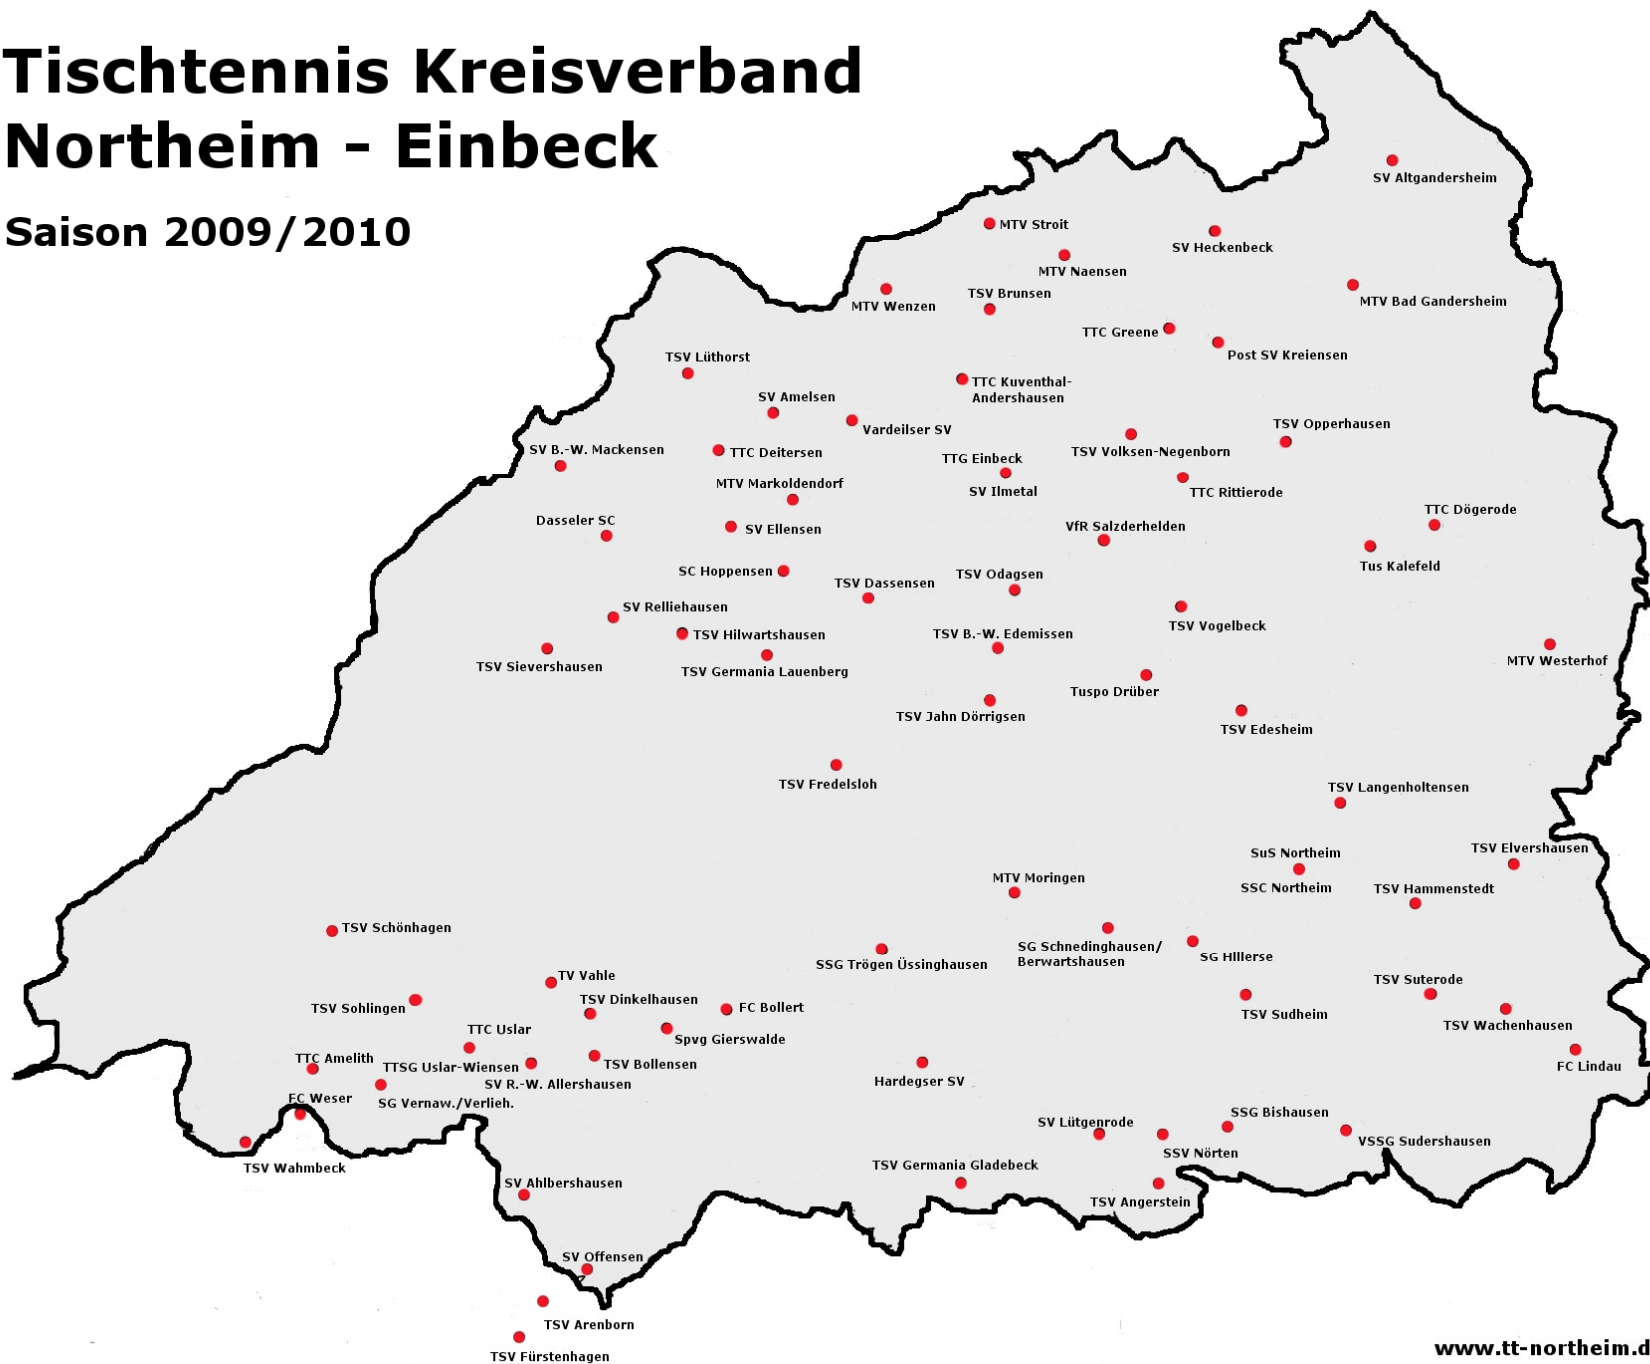 Tischtennis Kreisverband
Northeim - Einbeck
Saison 2009/2010
SV Altgandersheim
MTV Stroit
SV Heckenbeck
MTV Naensen
TSV Brunsen
MTV Wenzen
MTV Bad Gandersheim
TTC Greene
Post SV Kreiensen
TSV Lüthorst
TTC Kuventhal-
Andershausen
SV Amelsen
Vardeilser SV
TSV Opperhausen
SV B.-W. Mackensen
TTC Deitersen
TSV Volksen-Negenborn
TTG Einbeck
SV Ilmetal
MTV Markoldendorf
TTC Rittierode
TTC Dögerode
Dasseler SC
SV Ellensen
VfR Salzderhelden
Tus Kalefeld
SC Hoppensen
TSV Dassensen
TSV Odagsen
SV Relliehausen
TSV Hilwartshausen
TSV B.-W. Edemissen
TSV Vogelbeck
TSV Sievershausen
TSV Germania Lauenberg
MTV Westerhof
Tuspo Drüber
TSV Jahn Dörrigsen
TSV Edesheim
TSV Fredelsloh
TSV Langenholtensen
TSV Elvershausen
SuS Northeim
SSC Northeim
MTV Moringen
TSV Hammenstedt
TSV Schönhagen
SG Schnedinghausen/
Berwartshausen
SG HIllerse
SSG Trögen Üssinghausen
TV Vahle
TSV Suterode
TSV Sohlingen
TSV Dinkelhausen
FC Bollert
TSV Sudheim
TSV Wachenhausen
TTC Uslar
Spvg Gierswalde
TTC Amelith
TTSG Uslar-Wiensen
TSV Bollensen
FC Lindau
SV R.-W. Allershausen
Hardegser SV
FC Weser
SG Vernaw./Verlieh.
SV Lütgenrode
SSG Bishausen
VSSG Sudershausen
SSV Nörten
TSV Wahmbeck
TSV Germania Gladebeck
SV Ahlbershausen
TSV Angerstein
SV Offensen
TSV Arenborn
TSV Fürstenhagen
www.tt-northeim.d